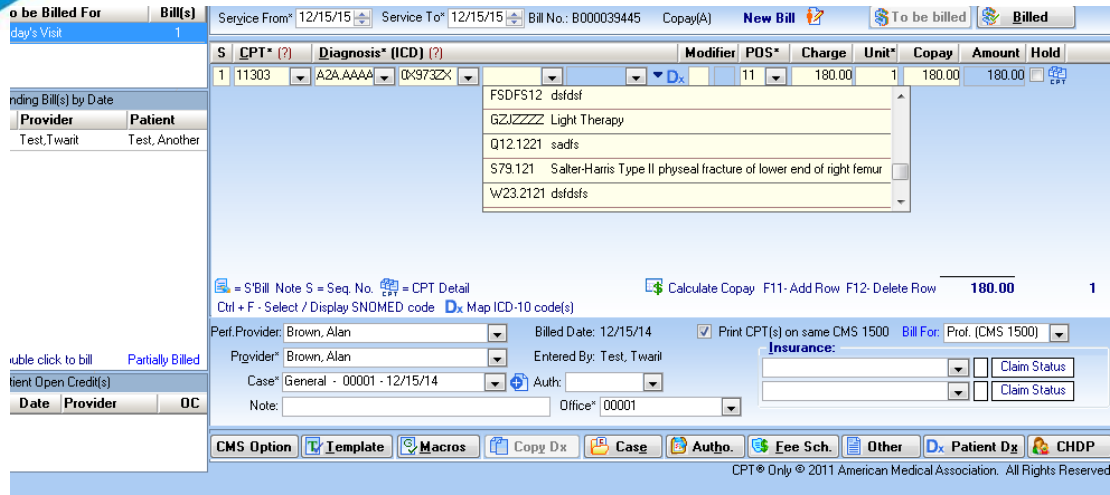 o be Billed For Bill(s)
day's Visit 1
nding Bill(s) by Date
Provider Patient
Test,Twarit Test, Another
uble click to bill Partially Billed
tient Open Credit(s)
Date Provider OC
Service From* 12/15/15 Service To* 12/15/15 Bill No.: B000039445 Copay(A) New Bill To be billed Billed
S CPT* (?) Diagnosis* (ICD) (?) Modifier POS* Charge Unit* Copay Amount Hold
1 11303 A2A.AAAA 0X973ZX Dx 11 180.00 1 180.00 180.00 CPT
FSDFS12 dsfdsf
GZJZZZZ Light Therapy
Q12.1221 sadfs
S79.121 Salter-Harris Type II physeal fracture of lower end of right femur
W23.2121 dsfdsfs
= S'Bill Note S = Seq. No. CPT = CPT Detail Calculate Copay F11- Add Row F12- Delete Row 180.00 1
Ctrl + F - Select / Display SNOMED code Dx Map ICD-10 code(s)
Perf.Provider: Brown, Alan Billed Date: 12/15/14 Print CPT(s) on same CMS 1500 Bill For: Prof. (CMS 1500)
Provider* Brown, Alan Entered By: Test, Twarit Insurance:
Claim Status
Case* General - 00001 - 12/15/14 Auth: Claim Status
Note: Office* 00001
CMS Option Template Macros Copy Dx Case Autho. Fee Sch. Other Dx Patient Dx CHDP
CPT® Only © 2011 American Medical Association. All Rights Reserved